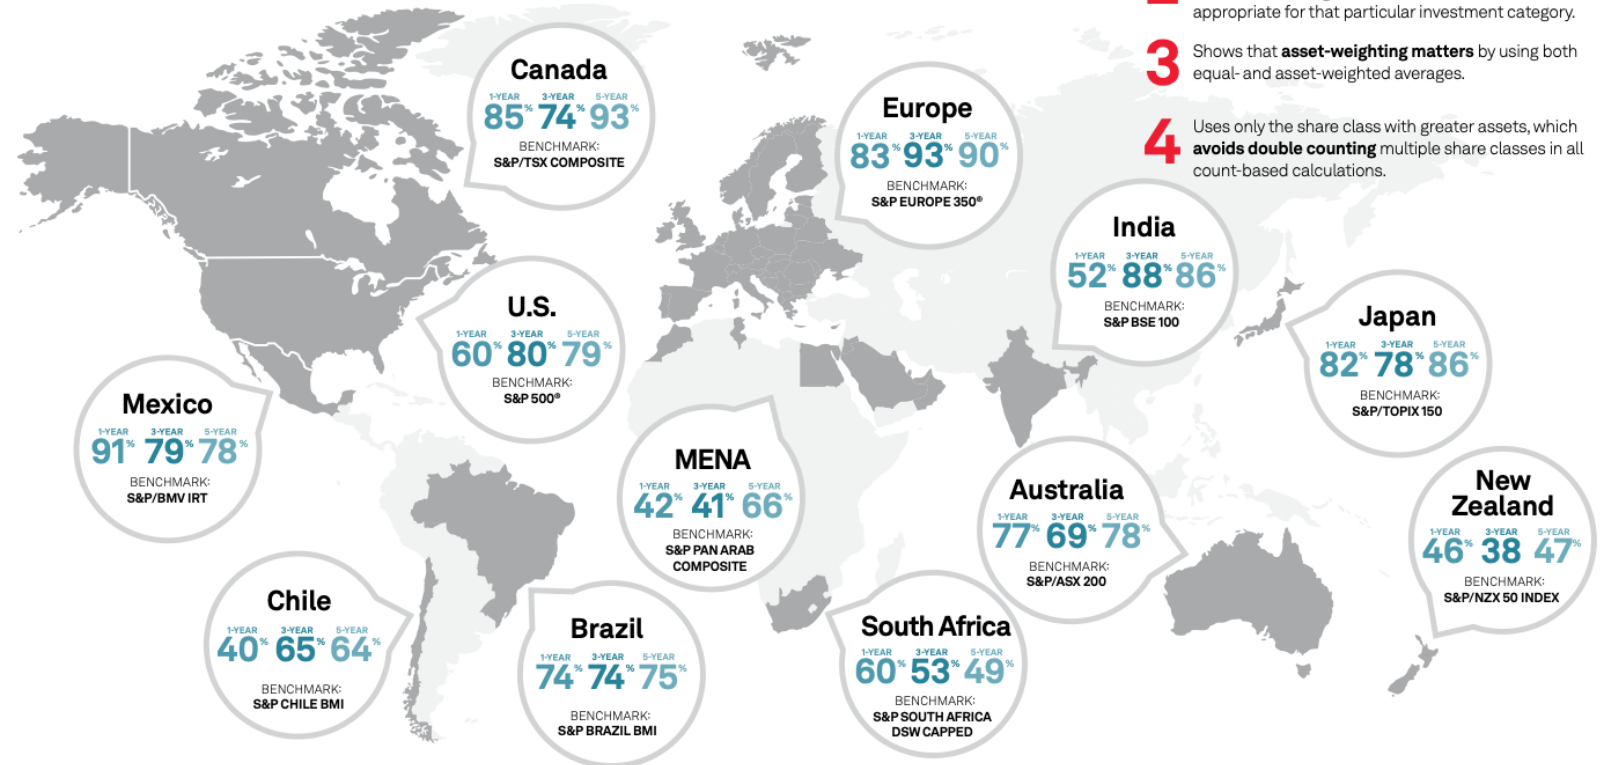 appropriate for that particular investment category.
3 Shows that asset-weighting matters by using both
equal- and asset-weighted averages.
4 Uses only the share class with greater assets, which
avoids double counting multiple share classes in all
count-based calculations.
Canada
1-YEAR 3-YEAR 5-YEAR
85% 74% 93%
BENCHMARK:
S&P/TSX COMPOSITE
Europe
1-YEAR 3-YEAR 5-YEAR
83% 93% 90%
BENCHMARK:
S&P EUROPE 350®
India
1-YEAR 3-YEAR 5-YEAR
52% 88% 86%
BENCHMARK:
S&P BSE 100
U.S.
1-YEAR 3-YEAR 5-YEAR
60% 80% 79%
BENCHMARK:
S&P 500®
Japan
1-YEAR 3-YEAR 5-YEAR
82% 78% 86%
BENCHMARK:
S&P/TOPIX 150
Mexico
1-YEAR 3-YEAR 5-YEAR
91% 79% 78%
BENCHMARK:
S&P/BMV IRT
MENA
1-YEAR 3-YEAR 5-YEAR
42% 41% 66%
BENCHMARK:
S&P PAN ARAB
COMPOSITE
Australia
1-YEAR 3-YEAR 5-YEAR
77% 69% 78%
BENCHMARK:
S&P/ASX 200
New
Zealand
1-YEAR 3-YEAR 5-YEAR
46% 38 47%
BENCHMARK:
S&P/NZX 50 INDEX
Chile
1-YEAR 3-YEAR 5-YEAR
40% 65% 64%
BENCHMARK:
S&P CHILE BMI
Brazil
1-YEAR 3-YEAR 5-YEAR
74% 74% 75%
BENCHMARK:
S&P BRAZIL BMI
South Africa
1-YEAR 3-YEAR 5-YEAR
60% 53% 49%
BENCHMARK:
S&P SOUTH AFRICA
DSW CAPPED